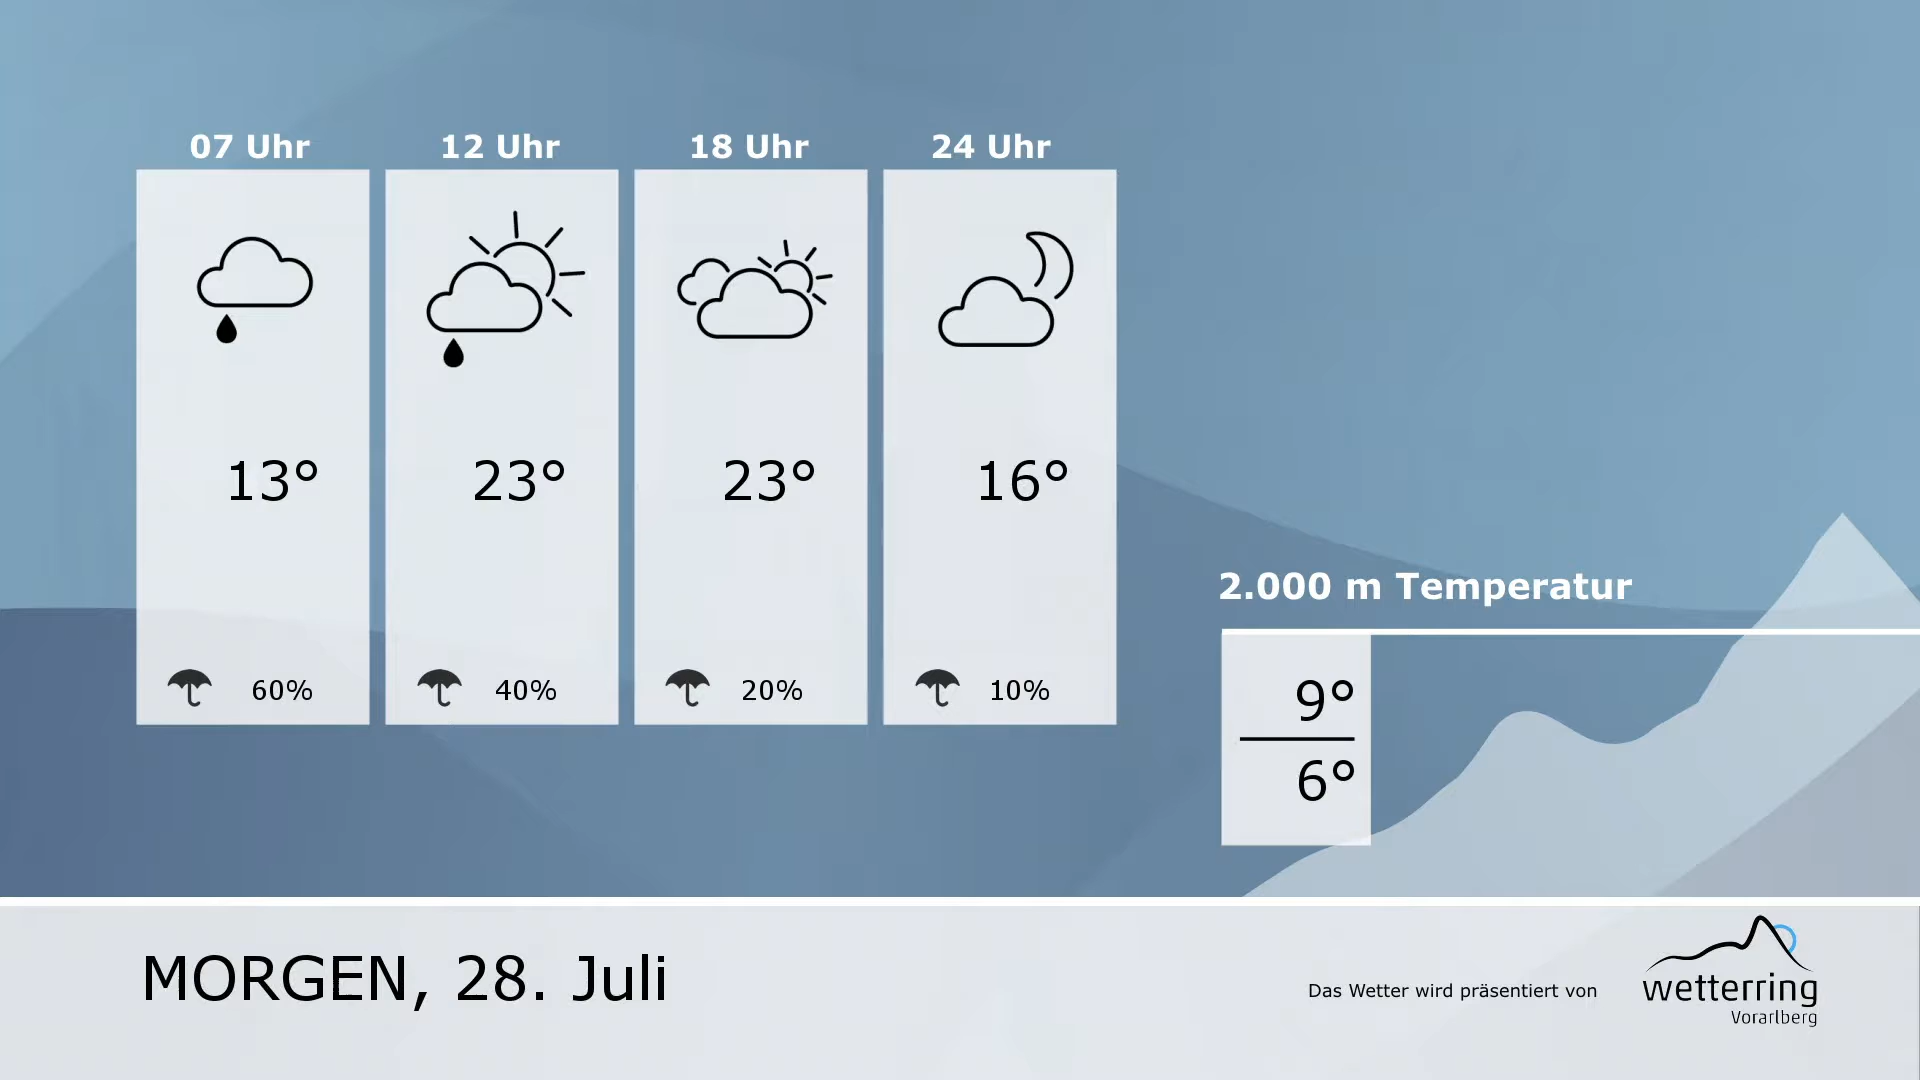 07 Uhr 12 Uhr 18 Uhr 24 Uhr
13° 23° 23° 16°
60% 40% 20% 10%
2.000 m Temperatur
9°
6°
MORGEN, 28. Juli
Das Wetter wird präsentiert von
wetterring
Vorarlberg